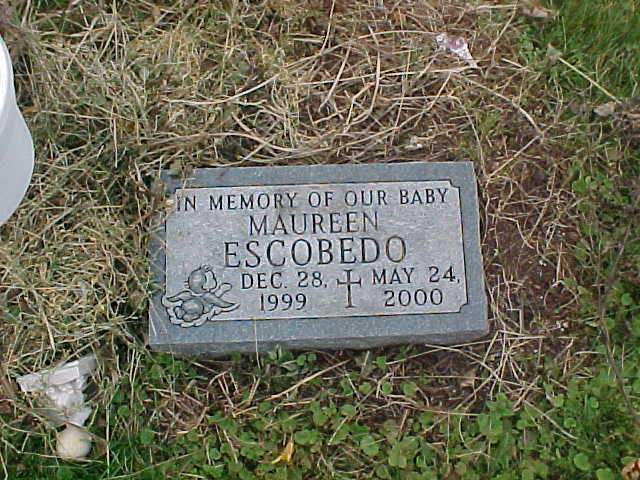 IN MEMORY OF OUR BABY
MAUREEN
ESCOBEDO
DEC. 28, MAY 24,
1999 2000